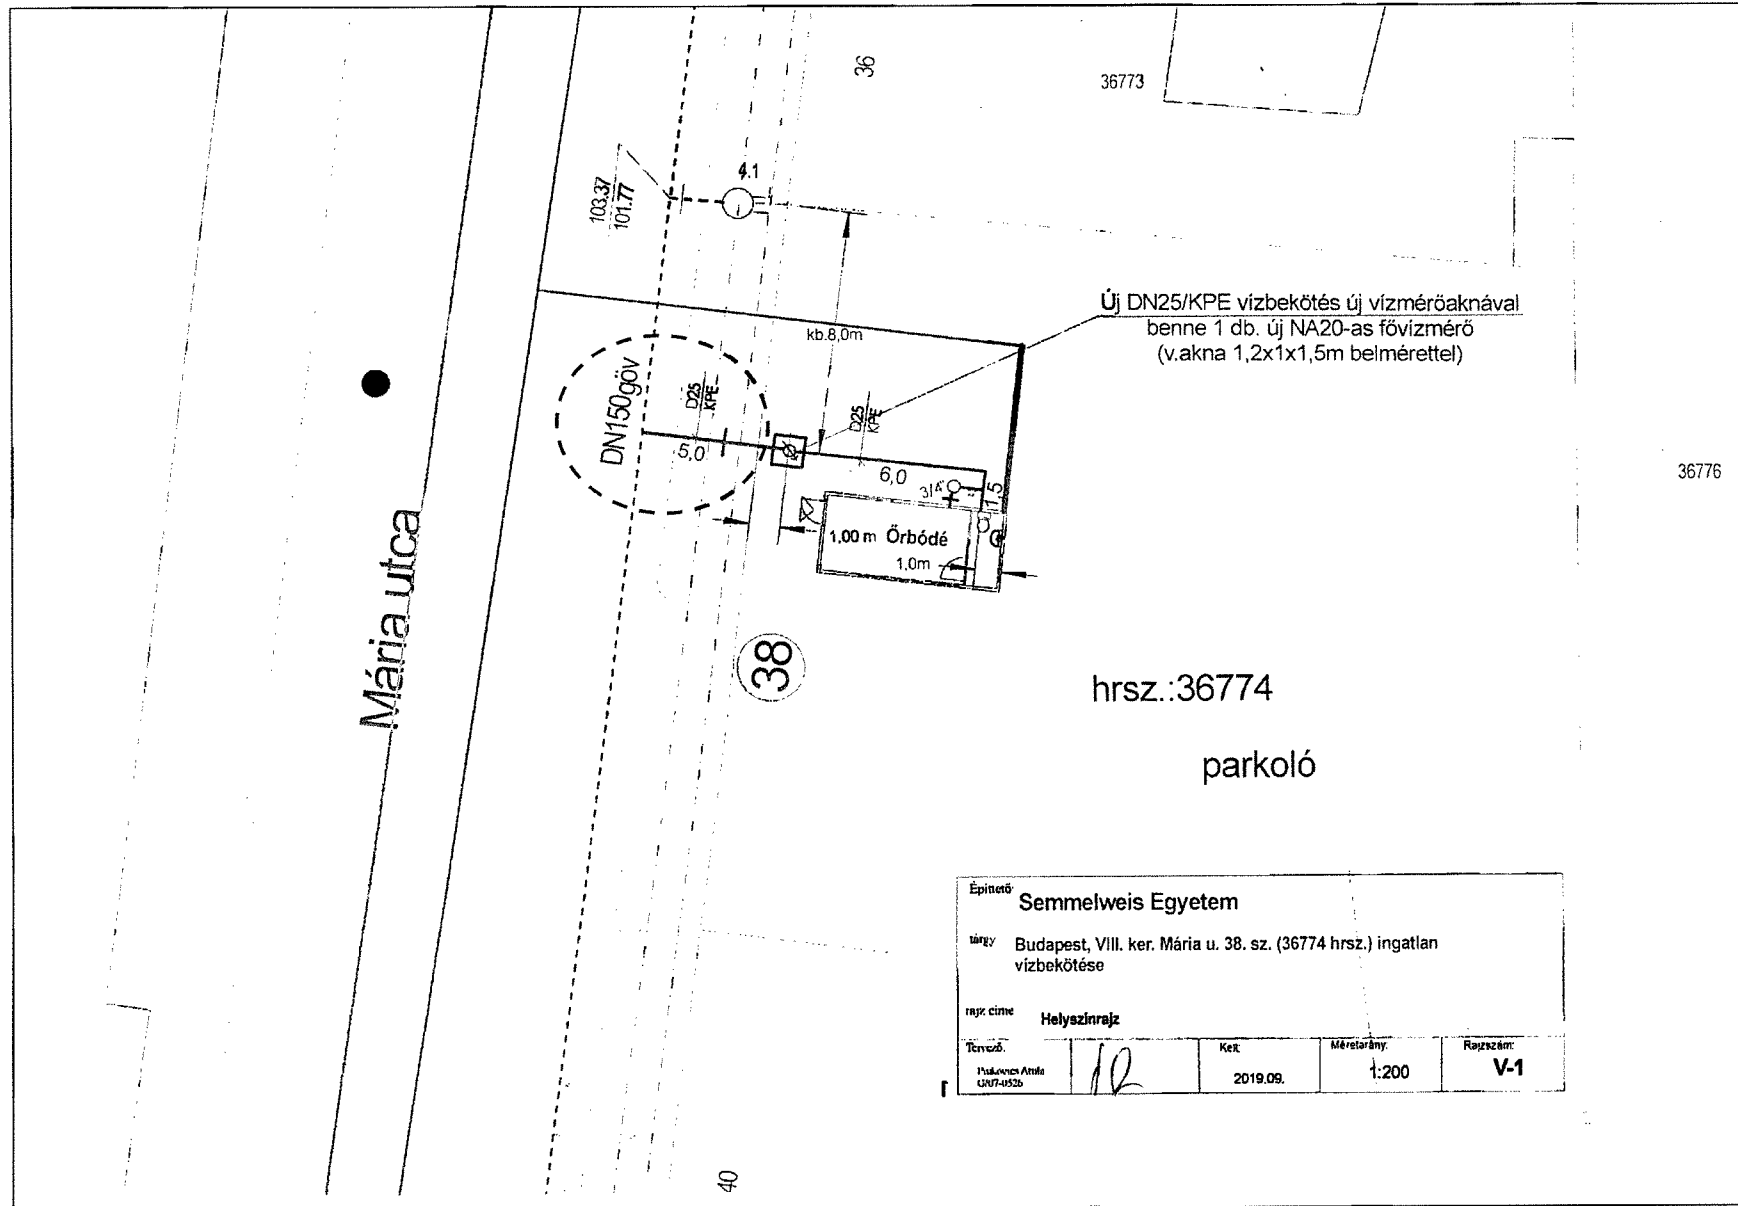 36
36773
4.1
103.37
101.77
Új DN25/KPE vízbekötés új vízmérőaknával
benne 1 db. új NA20-as fővízmérő
(v.akna 1,2x1x1,5m belmérettel)
kb.8,0m
DN150göv
D25
KPE
D25
KPE
5,0
6,0
3/4"
1,5
36776
1,00 m Őrbódé
1,0m
Mária utca
38
hrsz.:36774
parkoló
Építtető
Semmelweis Egyetem
tárgy
Budapest, VIII. ker. Mária u. 38. sz. (36774 hrsz.) ingatlan
vízbekötése
rajz címe
Helyszínrajz
Tervező.
Kelt:
2019.09.
Méretarány:
1:200
Rajzszám:
V-1
40